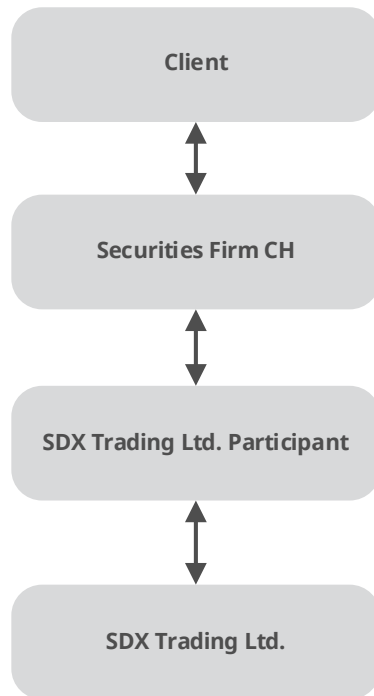 Client
Securities Firm CH
SDX Trading Ltd. Participant
SDX Trading Ltd.